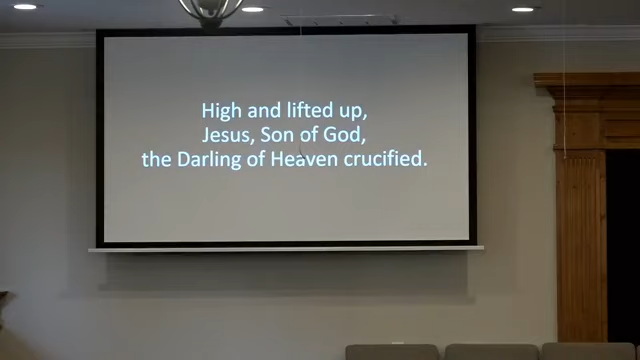 High and lifted up,
Jesus, Son of God,
the Darling of Heaven crucified.